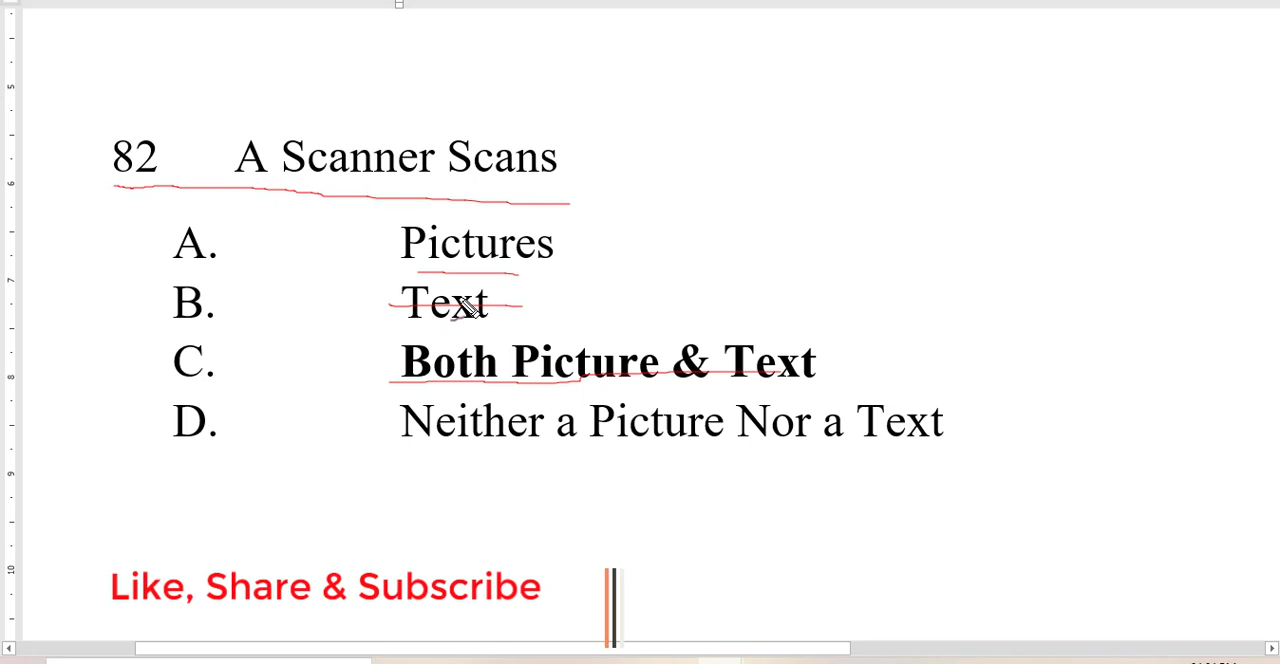 82 A Scanner Scans
A. Pictures
B. Text
C. Both Picture & Text
D. Neither a Picture Nor a Text
Like, Share & Subscribe